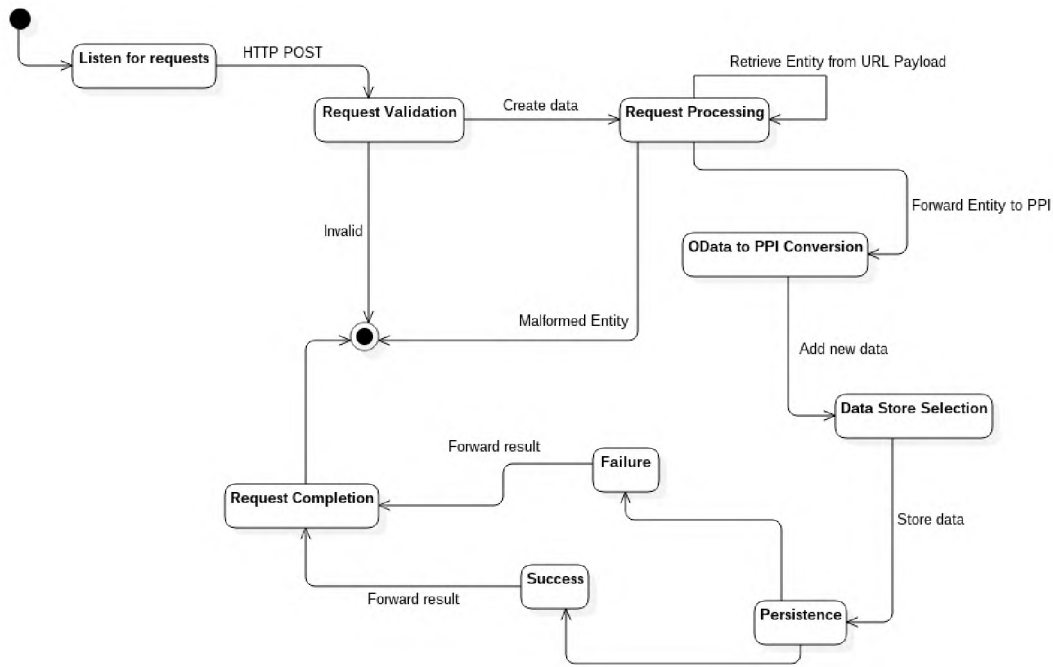 Listen for requests
HTTP POST
Retrieve Entity from URL Payload
Request Validation
Create data
Request Processing
Forward Entity to PPI
Invalid
OData to PPI Conversion
Malformed Entity
Add new data
Data Store Selection
Forward result
Failure
Request Completion
Store data
Success
Forward result
Persistence